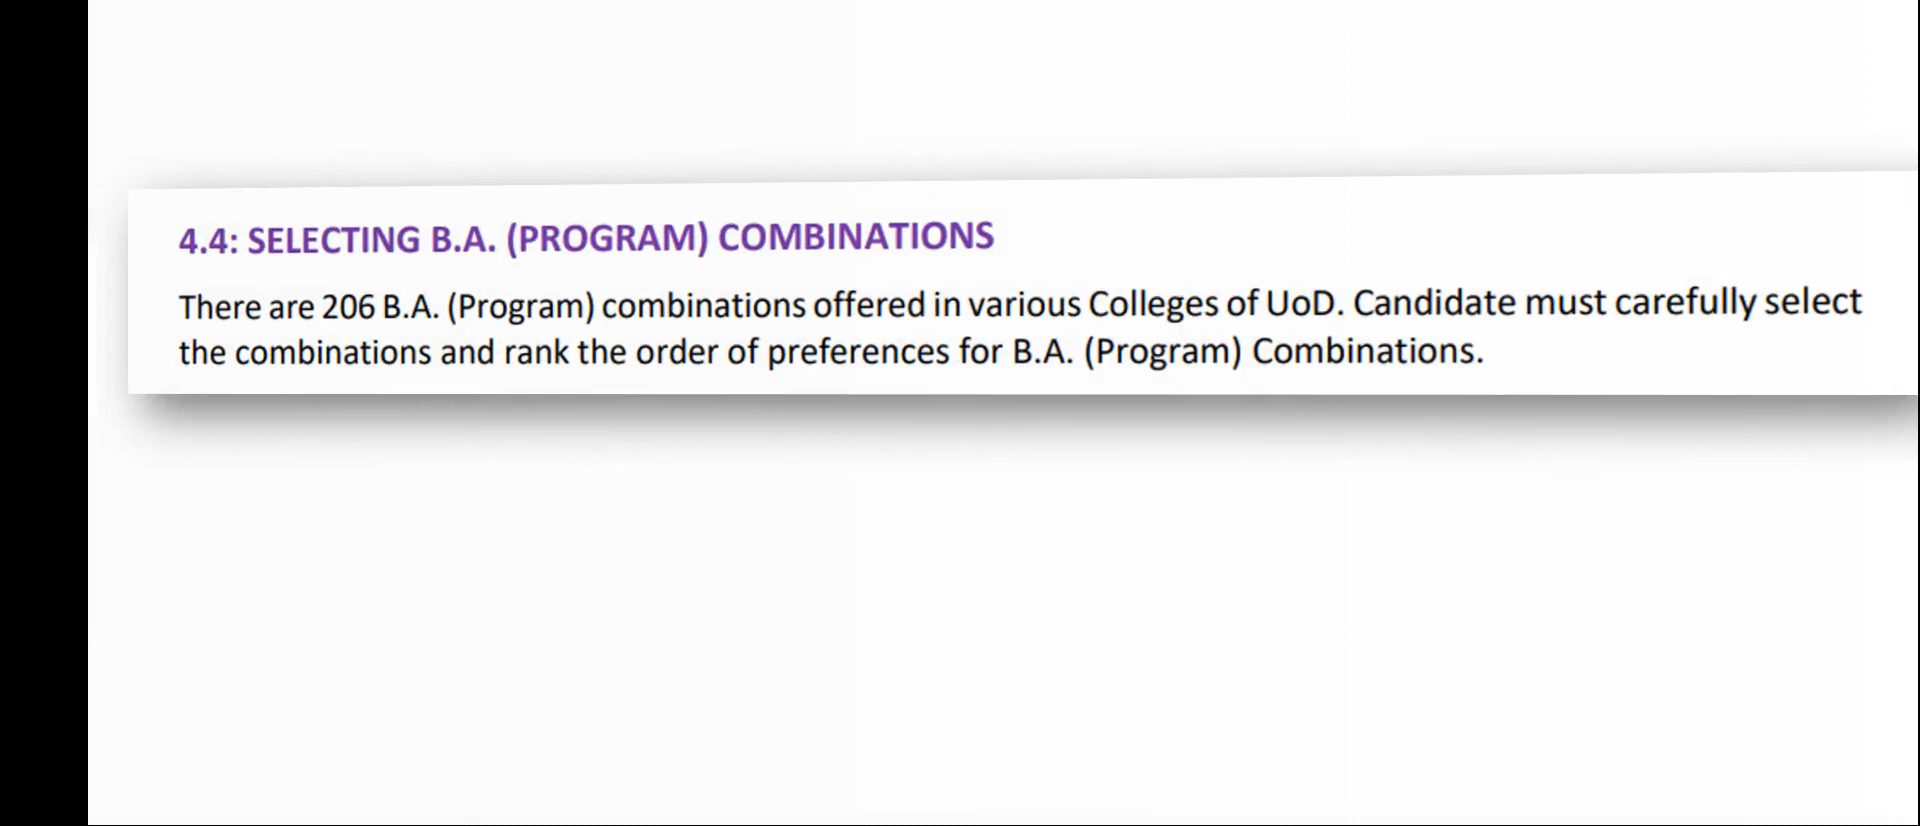 4.4: SELECTING B.A. (PROGRAM) COMBINATIONS
There are 206 B.A. (Program) combinations offered in various Colleges of UoD. Candidate must carefully select
the combinations and rank the order of preferences for B.A. (Program) Combinations.